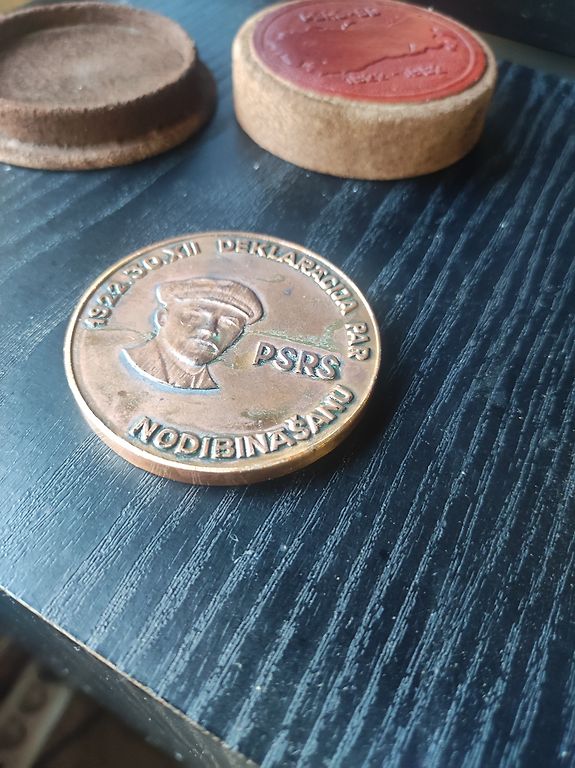 1922.30.XII DEKLARĀCIJA PAR
PSRS
NODIBINĀŠANU